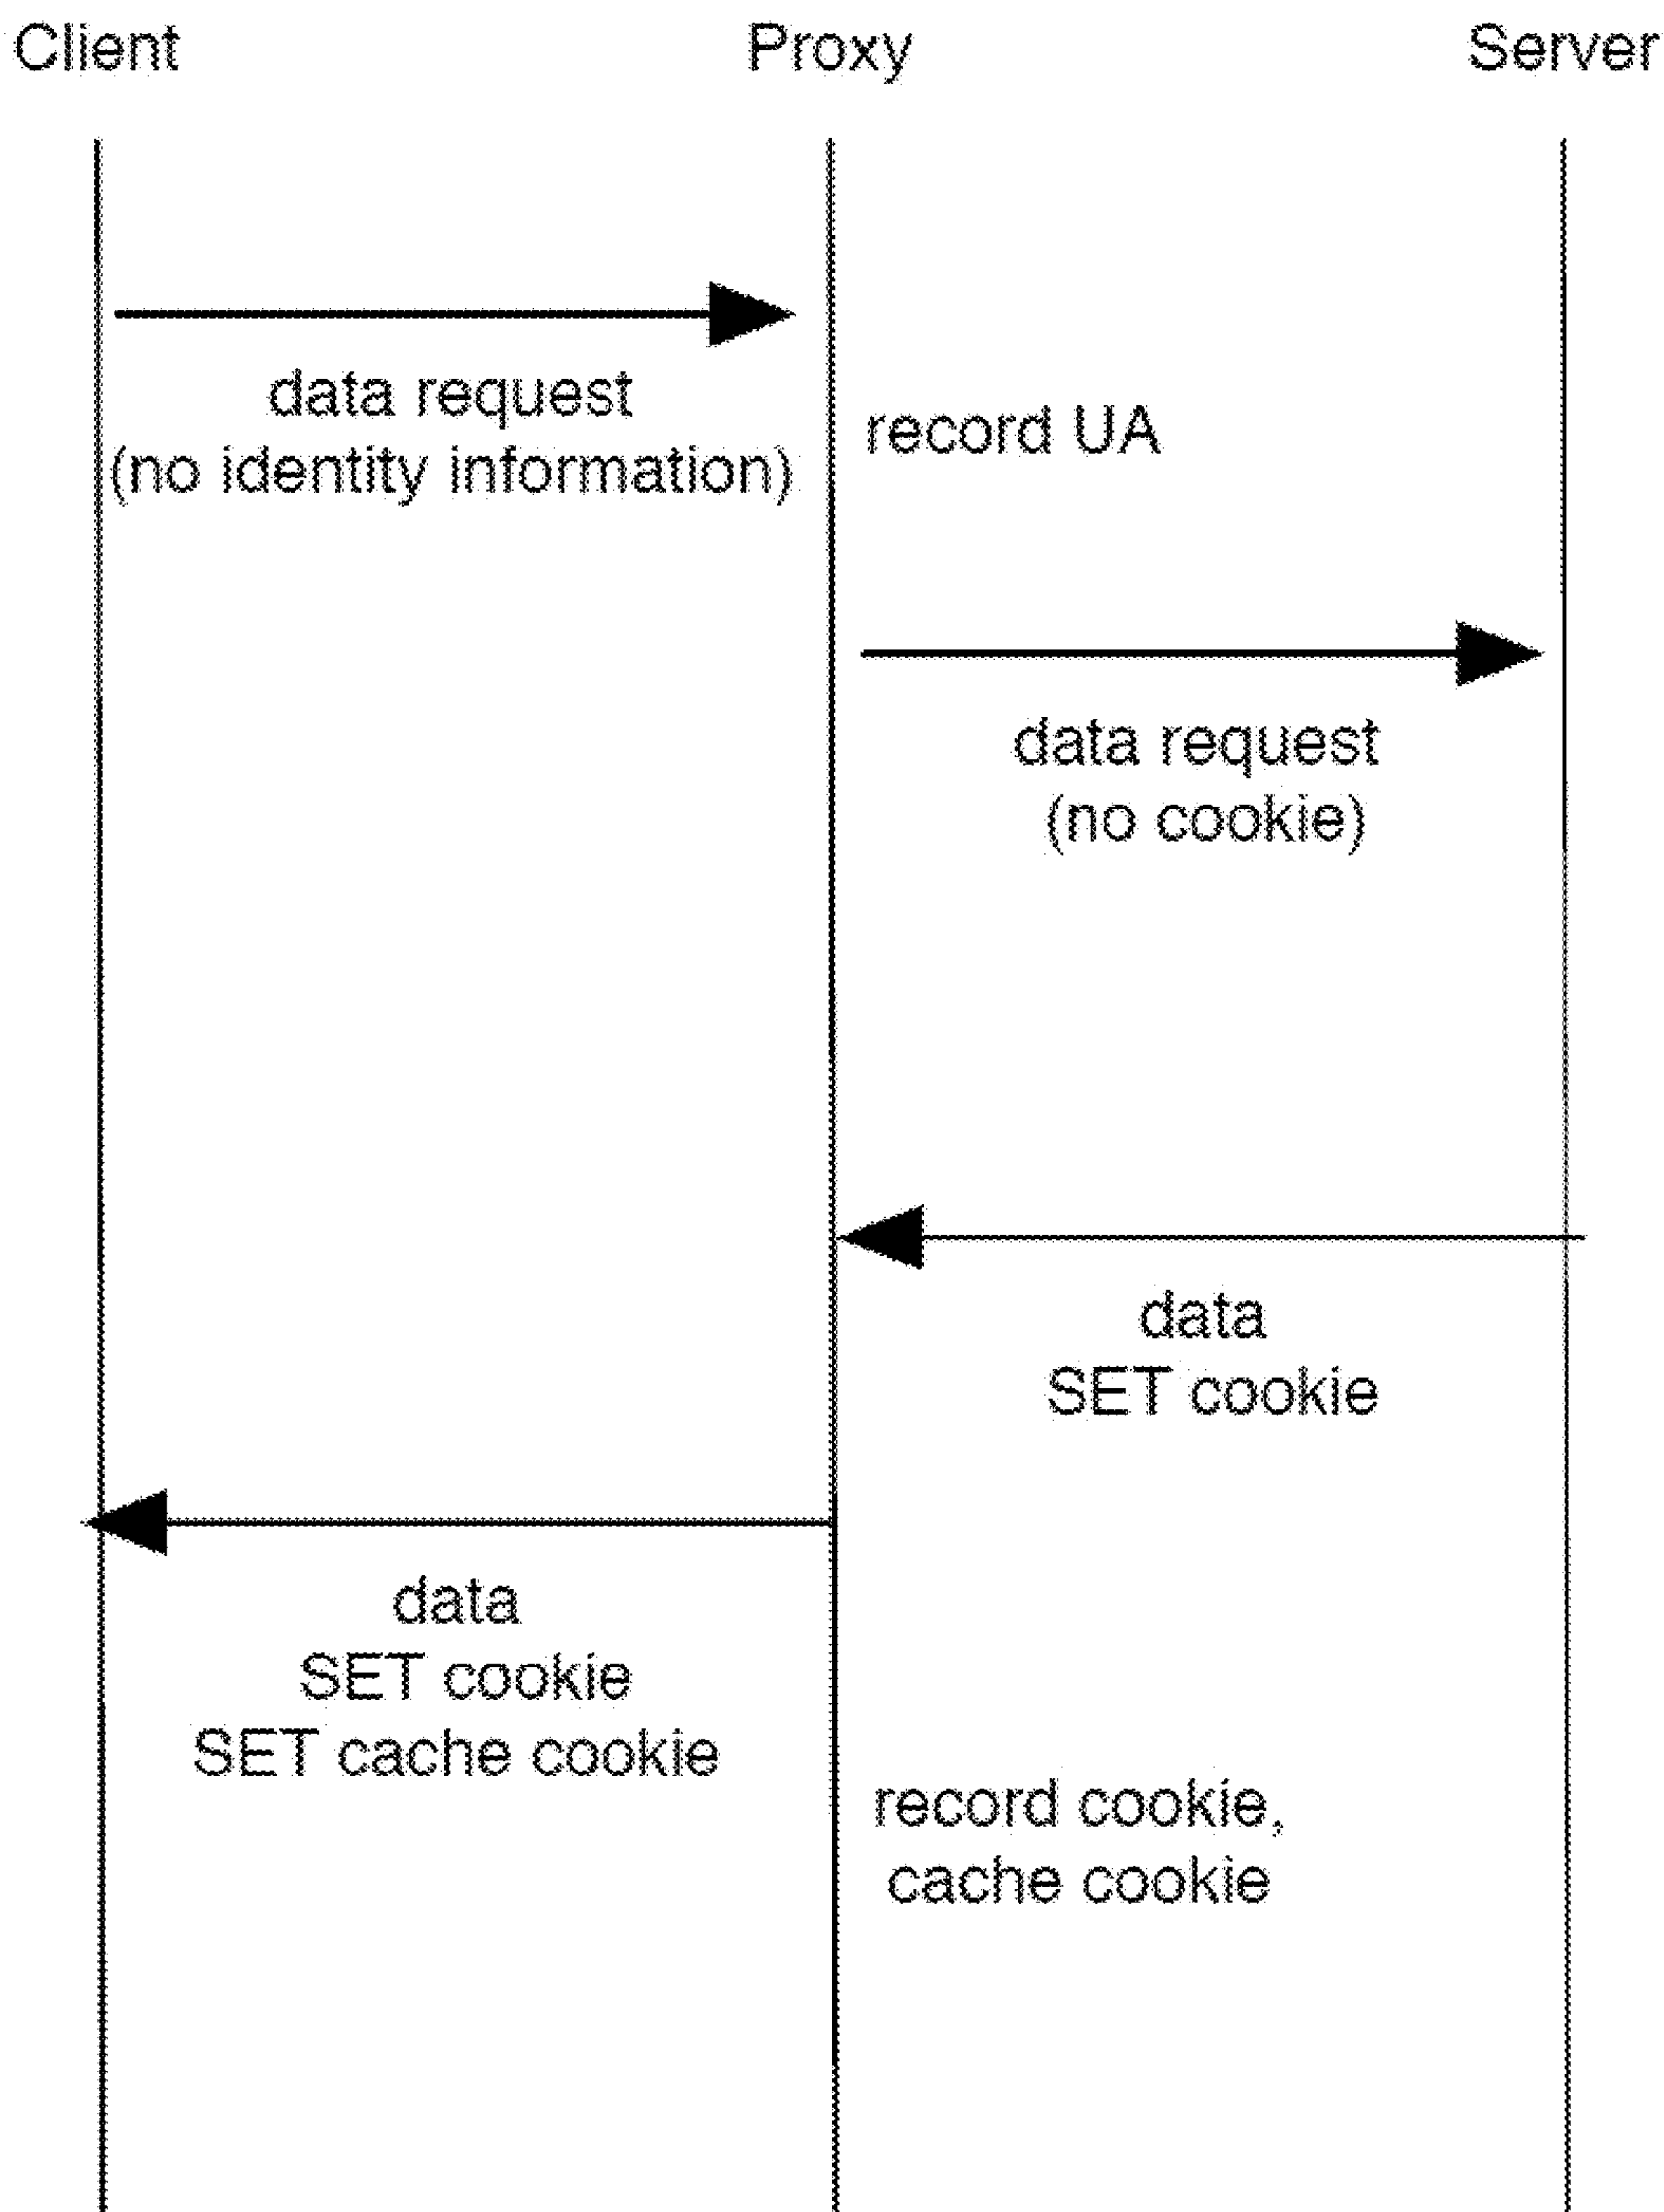 Client
Proxy
Server
data request
(no identity information)
record UA
data request
(no cookie)
data
SET cookie
data
SET cookie
SET cache cookie
record cookie,
cache cookie